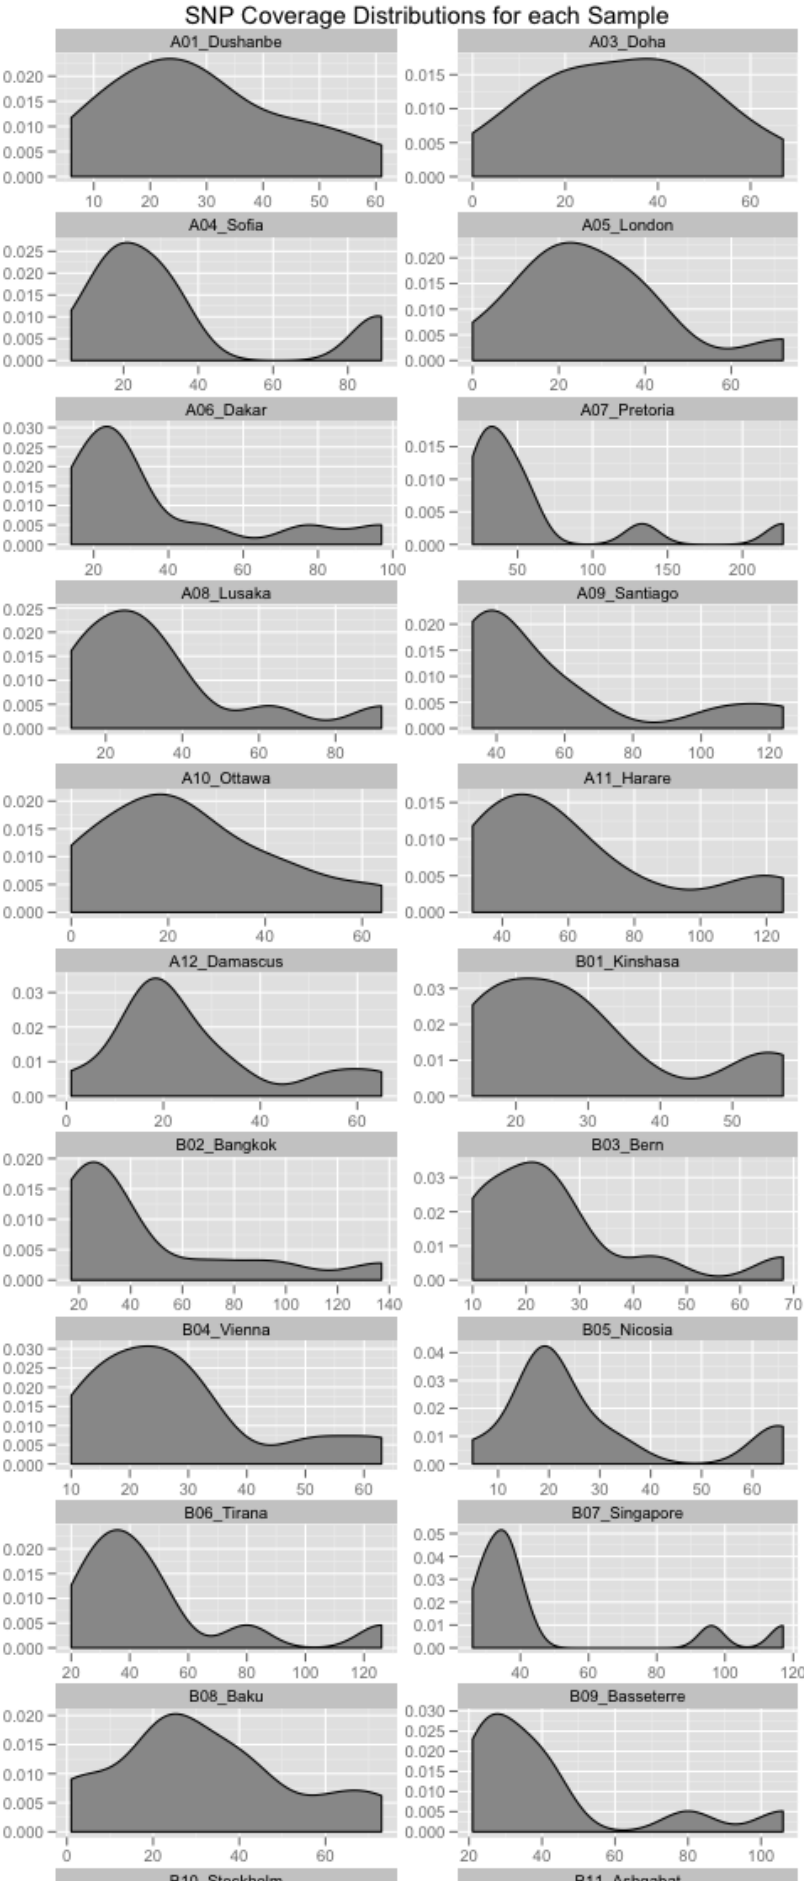 SNP Coverage Distributions for each Sample
A01_Dushanbe A03_Doha
0.020 0.015 0.010 0.005 0.000
10 20 30 40 50 60
0.015 0.010 0.005 0.000
0 20 40 60
A04_Sofia A05_London
0.025 0.020 0.015 0.010 0.005 0.000
20 40 60 80
0.020 0.015 0.010 0.005 0.000
0 20 40 60
A06_Dakar A07_Pretoria
0.030 0.025 0.020 0.015 0.010 0.005 0.000
20 40 60 80 100
0.015 0.010 0.005 0.000
50 100 150 200
A08_Lusaka A09_Santiago
0.025 0.020 0.015 0.010 0.005 0.000
20 40 60 80
0.020 0.015 0.010 0.005 0.000
40 60 80 100 120
A10_Ottawa A11_Harare
0.020 0.015 0.010 0.005 0.000
0 20 40 60
0.015 0.010 0.005 0.000
40 60 80 100 120
A12_Damascus B01_Kinshasa
0.03 0.02 0.01 0.00
0 20 40 60
0.03 0.02 0.01 0.00
20 30 40 50
B02_Bangkok B03_Bern
0.020 0.015 0.010 0.005 0.000
20 40 60 80 100 120 140
0.03 0.02 0.01 0.00
10 20 30 40 50 60 70
B04_Vienna B05_Nicosia
0.030 0.025 0.020 0.015 0.010 0.005 0.000
10 20 30 40 50 60
0.04 0.03 0.02 0.01 0.00
10 20 30 40 50 60
B06_Tirana B07_Singapore
0.020 0.015 0.010 0.005 0.000
20 40 60 80 100 120
0.05 0.04 0.03 0.02 0.01 0.00
40 60 80 100 120
B08_Baku B09_Basseterre
0.020 0.015 0.010 0.005 0.000
0 20 40 60
0.030 0.025 0.020 0.015 0.010 0.005 0.000
20 40 60 80 100
B10_Stockholm B11_Ashgabat